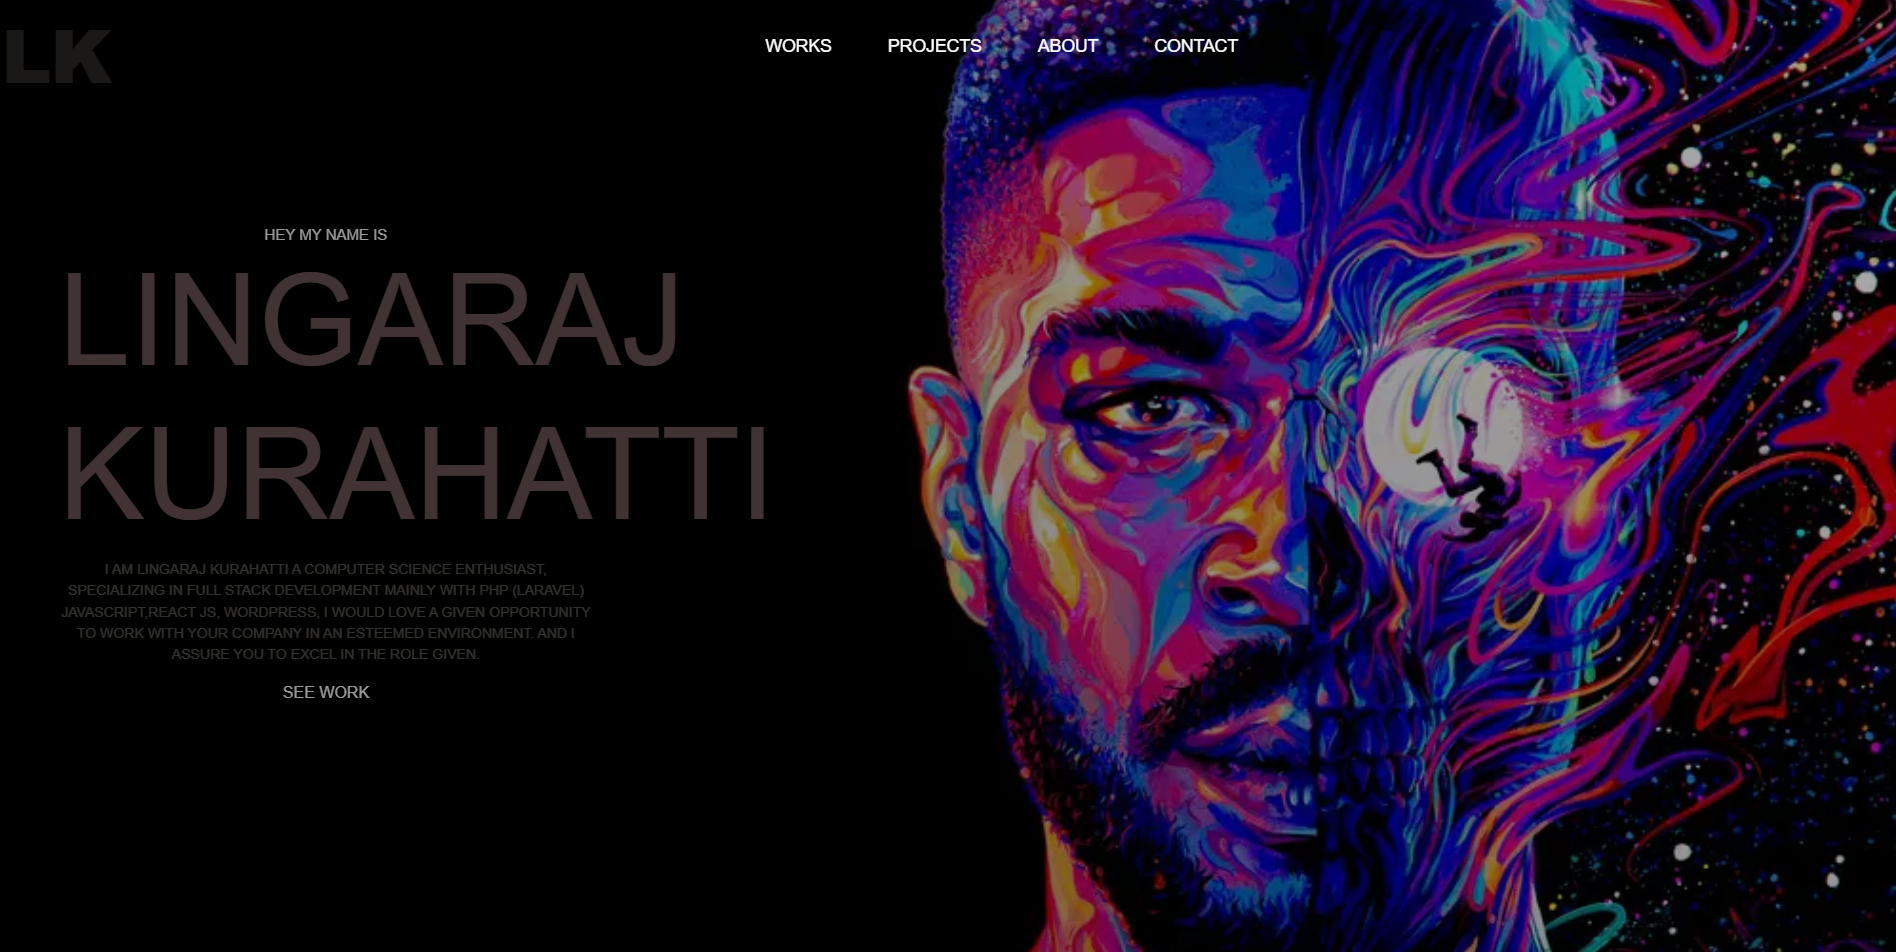 LK
WORKS PROJECTS ABOUT CONTACT
HEY MY NAME IS
LINGARAJ
KURAHATTI
I AM LINGARAJ KURAHATTI A COMPUTER SCIENCE ENTHUSIAST,
SPECIALIZING IN FULL STACK DEVELOPMENT MAINLY WITH PHP (LARAVEL)
JAVASCRIPT,REACT JS, WORDPRESS, I WOULD LOVE A GIVEN OPPORTUNITY
TO WORK WITH YOUR COMPANY IN AN ESTEEMED ENVIRONMENT. AND I
ASSURE YOU TO EXCEL IN THE ROLE GIVEN.
SEE WORK